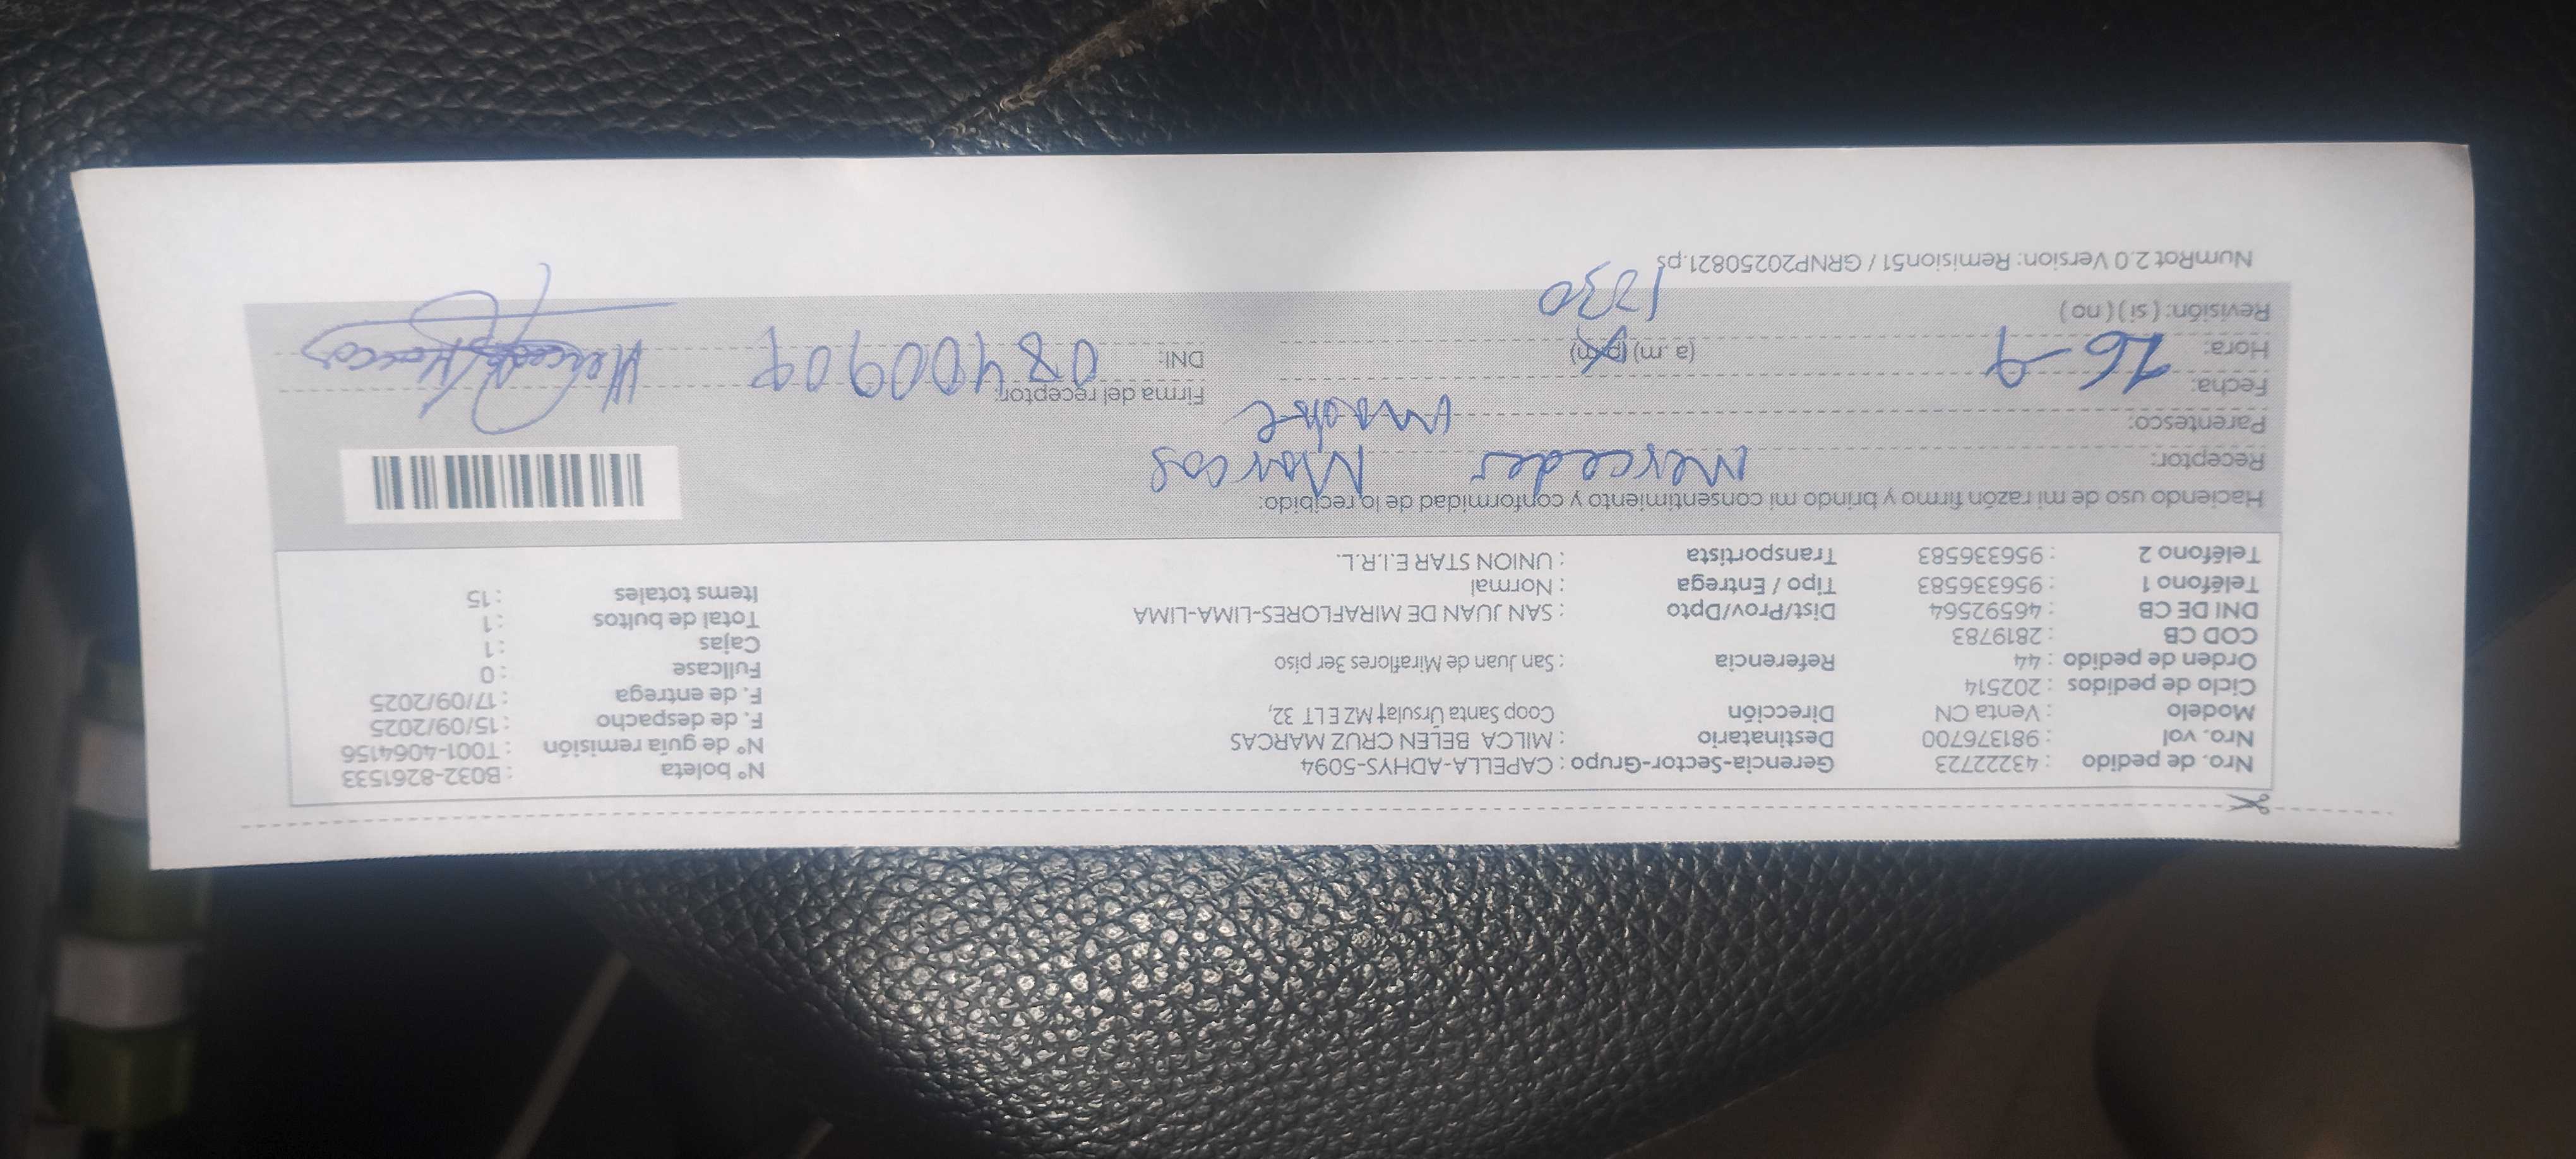 Nro. de pedido : 43222723 Gerencia-Sector-Grupo : CAPELLA-ADHYS-5094 N° boleta : B032-8261533
Nro. vol : 981376700 Destinatario : MILCA BELEN CRUZ MARCAS N° de guía remisión : T001-4064156
Modelo : Venta CN Dirección Coop Santa Úrsula† MZ E LT 32, F. de despacho : 15/09/2025
Ciclo de pedidos : 202514 F. de entrega : 17/09/2025
Orden de pedido : 44 Referencia : San Juan de Miraflores 3er piso Fullcase : 0
COD CB : 2819783 Cajas : 1
DNI DE CB : 46592564 Dist/Prov/Dpto : SAN JUAN DE MIRAFLORES-LIMA-LIMA Total de bultos : 1
Teléfono 1 : 956336583 Tipo / Entrega : Normal Items totales : 15
Teléfono 2 : 956336583 Transportista : UNION STAR E.I.R.L.
Haciendo uso de mi razón firmo y brindo mi consentimiento y conformidad de lo recibido:
Receptor: Mercedes Marcos
Parentesco: madre
Fecha: 16-9 Firma del receptor:
Hora: (a.m) (p.m) DNI: 08400909
Revisión: ( si ) ( no ) 1230
NumRot 2.0 Version: Remision51 / GRNP20250821.ps